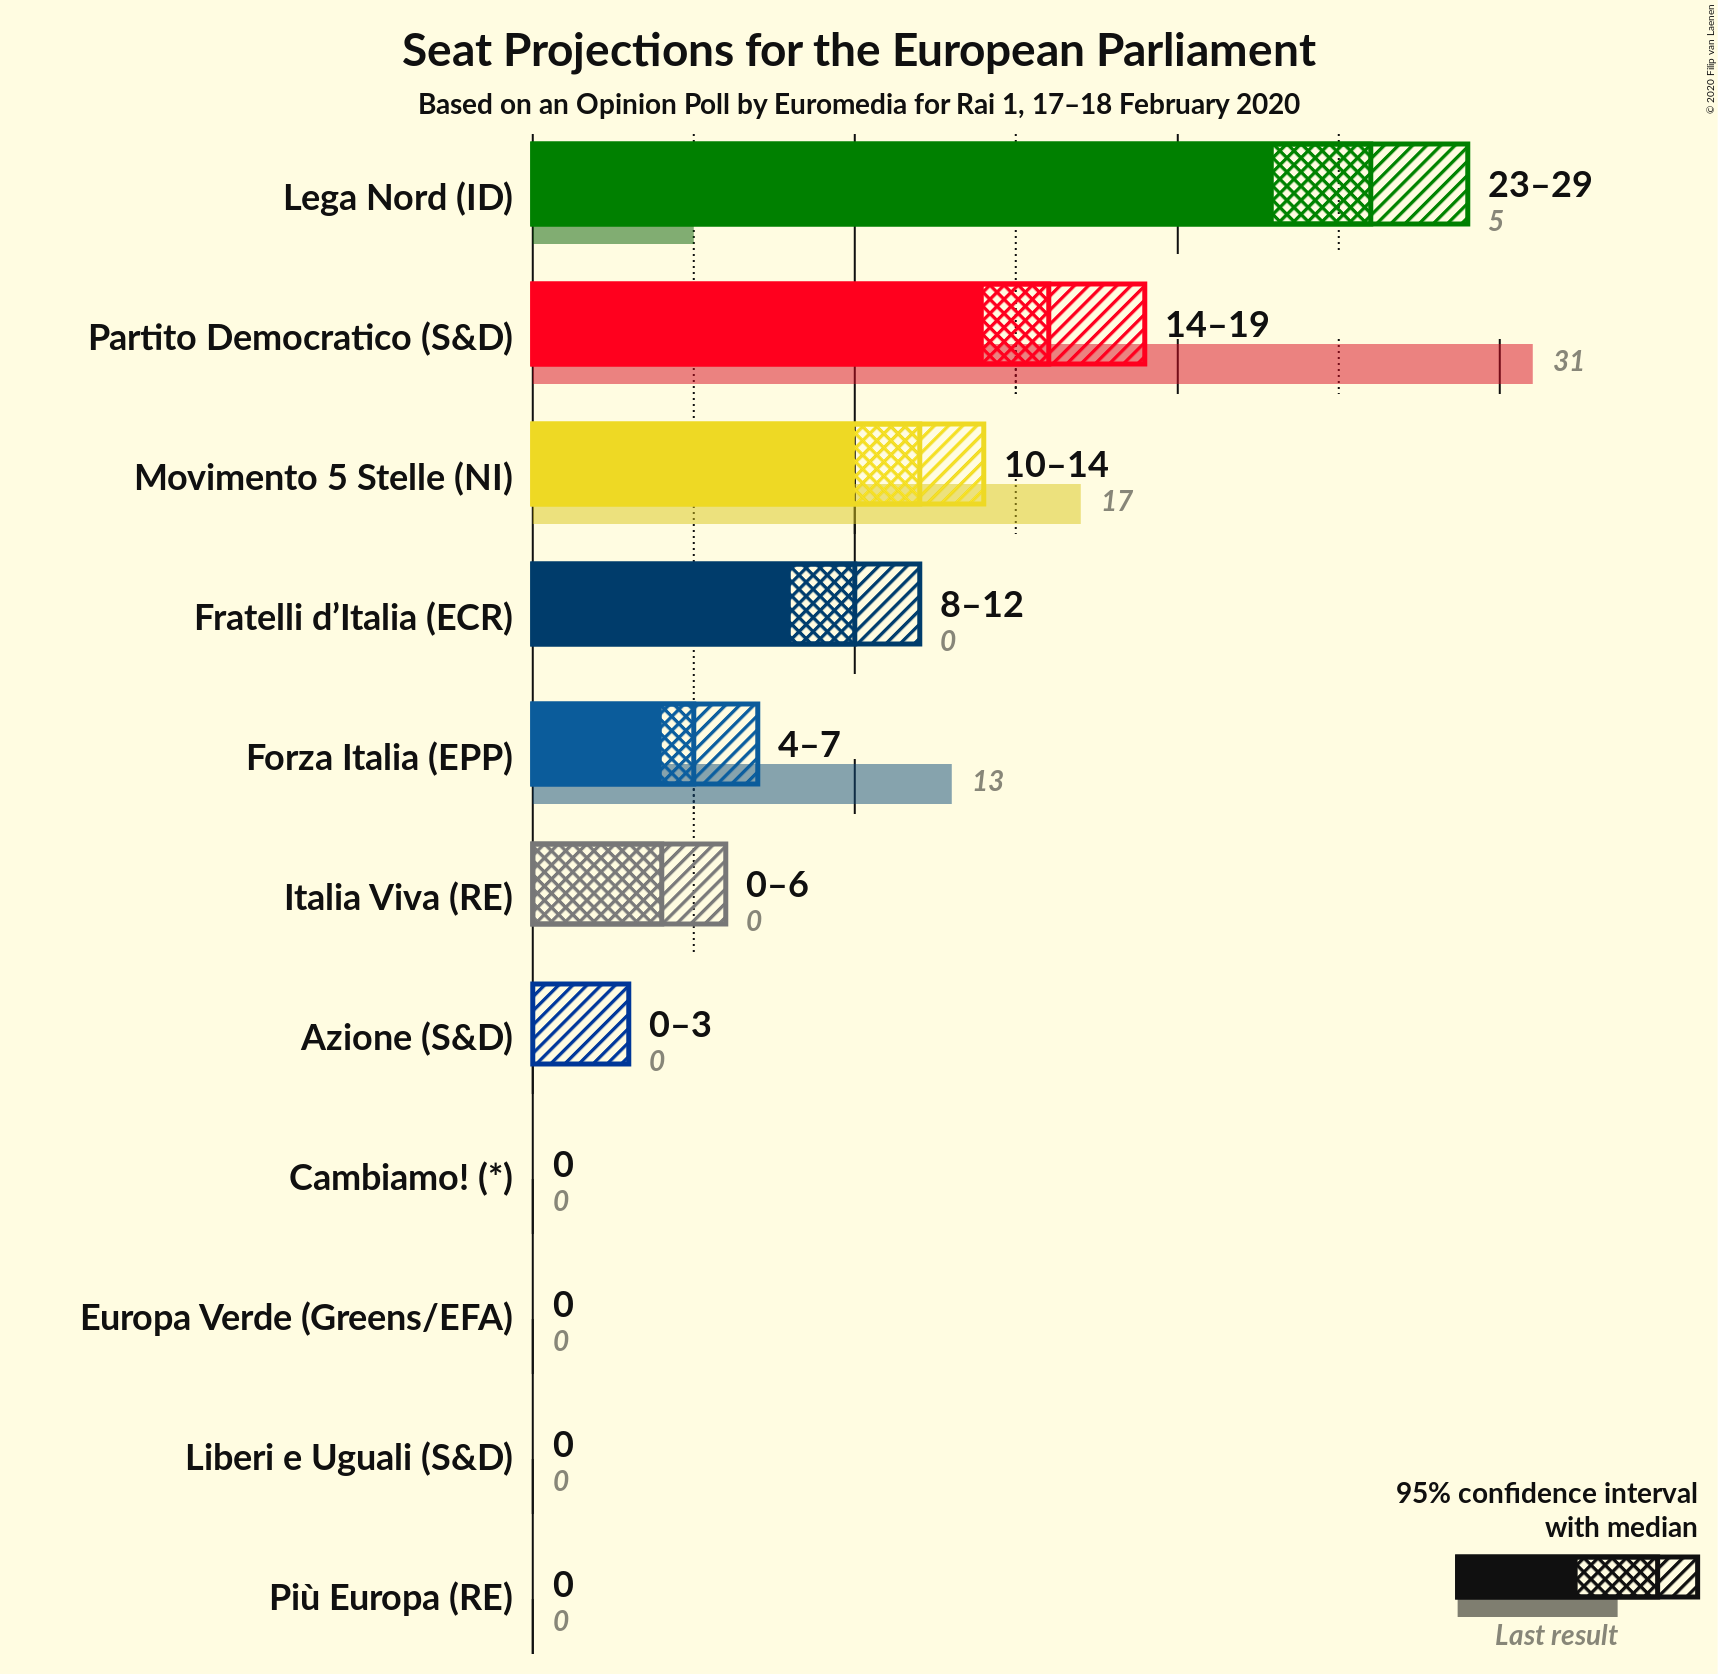 Seat Projections for the European Parliament
Based on an Opinion Poll by Euromedia for Rai 1, 17–18 February 2020
© 2020 Filip van Laenen
Lega Nord (ID)
23–29
5
Partito Democratico (S&D)
14–19
31
Movimento 5 Stelle (NI)
10–14
17
Fratelli d’Italia (ECR)
8–12
0
Forza Italia (EPP)
4–7
13
Italia Viva (RE)
0–6
0
Azione (S&D)
0–3
0
Cambiamo! (*)
0
0
Europa Verde (Greens/EFA)
0
0
Liberi e Uguali (S&D)
0
0
Più Europa (RE)
0
0
95% confidence interval
with median
Last result